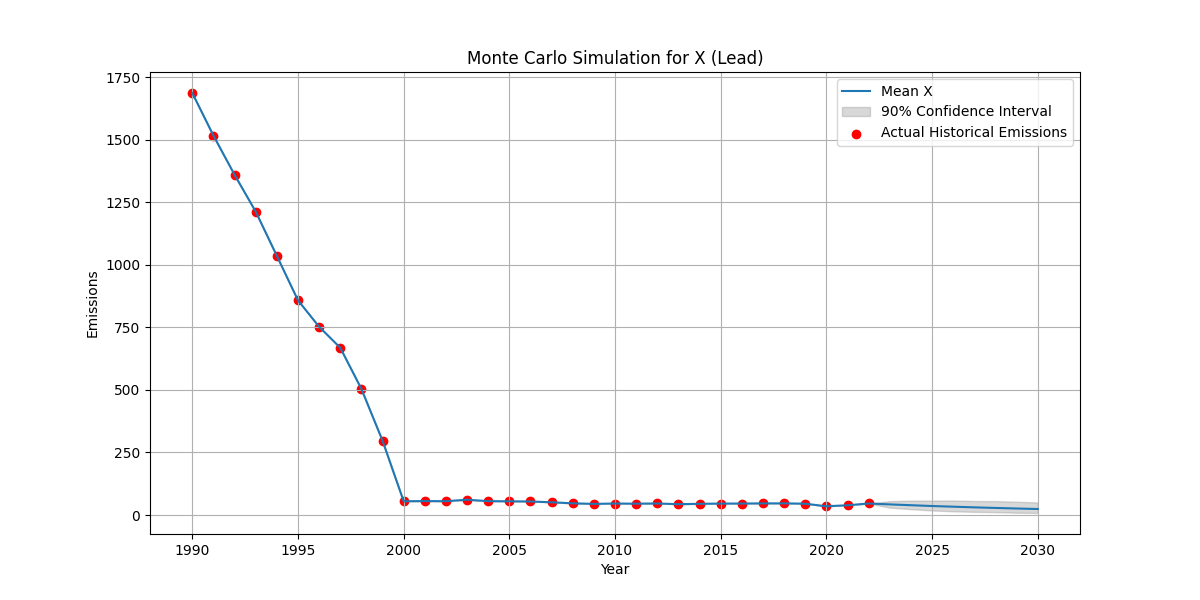 Monte Carlo Simulation for X (Lead)
Mean X
90% Confidence Interval
Actual Historical Emissions
1750
1500
1250
1000
750
500
250
0
Emissions
1990 1995 2000 2005 2010 2015 2020 2025 2030
Year